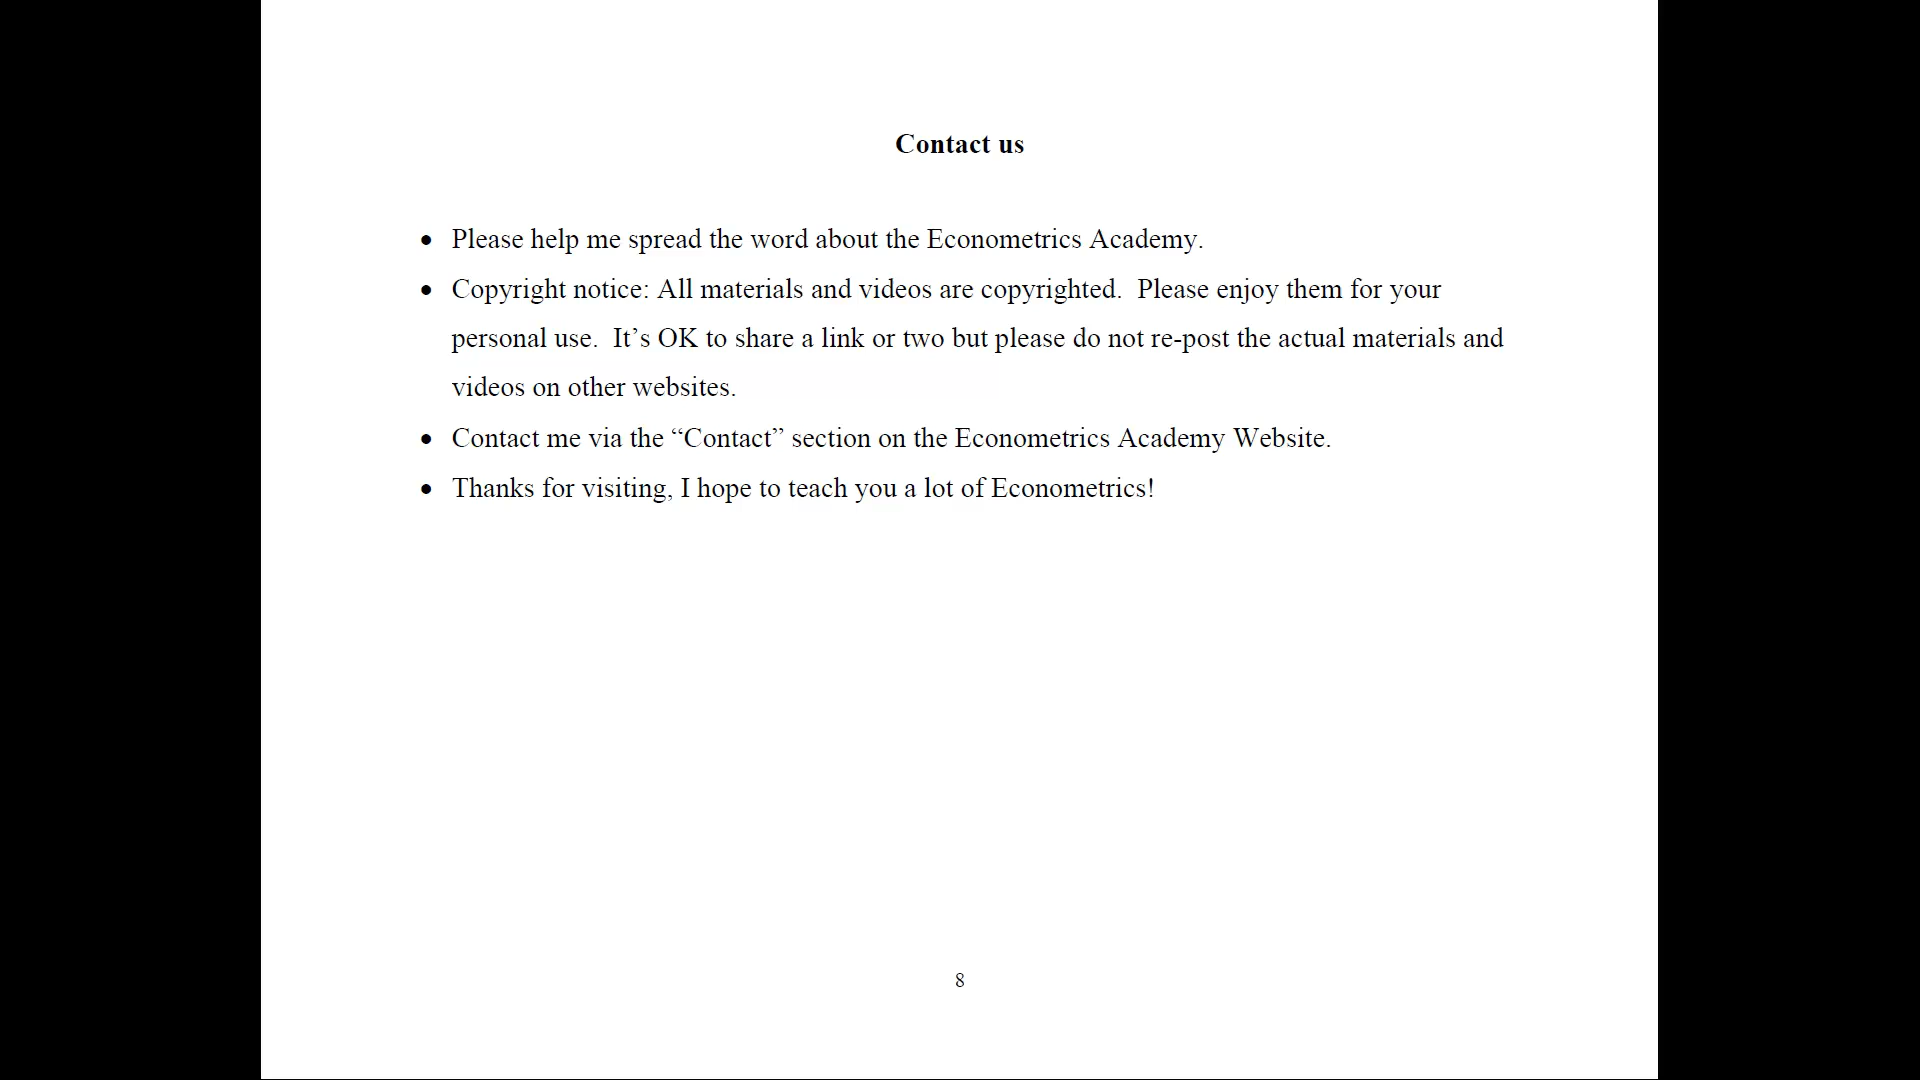 Contact us
• Please help me spread the word about the Econometrics Academy.
• Copyright notice: All materials and videos are copyrighted.  Please enjoy them for your
personal use.  It’s OK to share a link or two but please do not re-post the actual materials and
videos on other websites.
• Contact me via the “Contact” section on the Econometrics Academy Website.
• Thanks for visiting, I hope to teach you a lot of Econometrics!
8